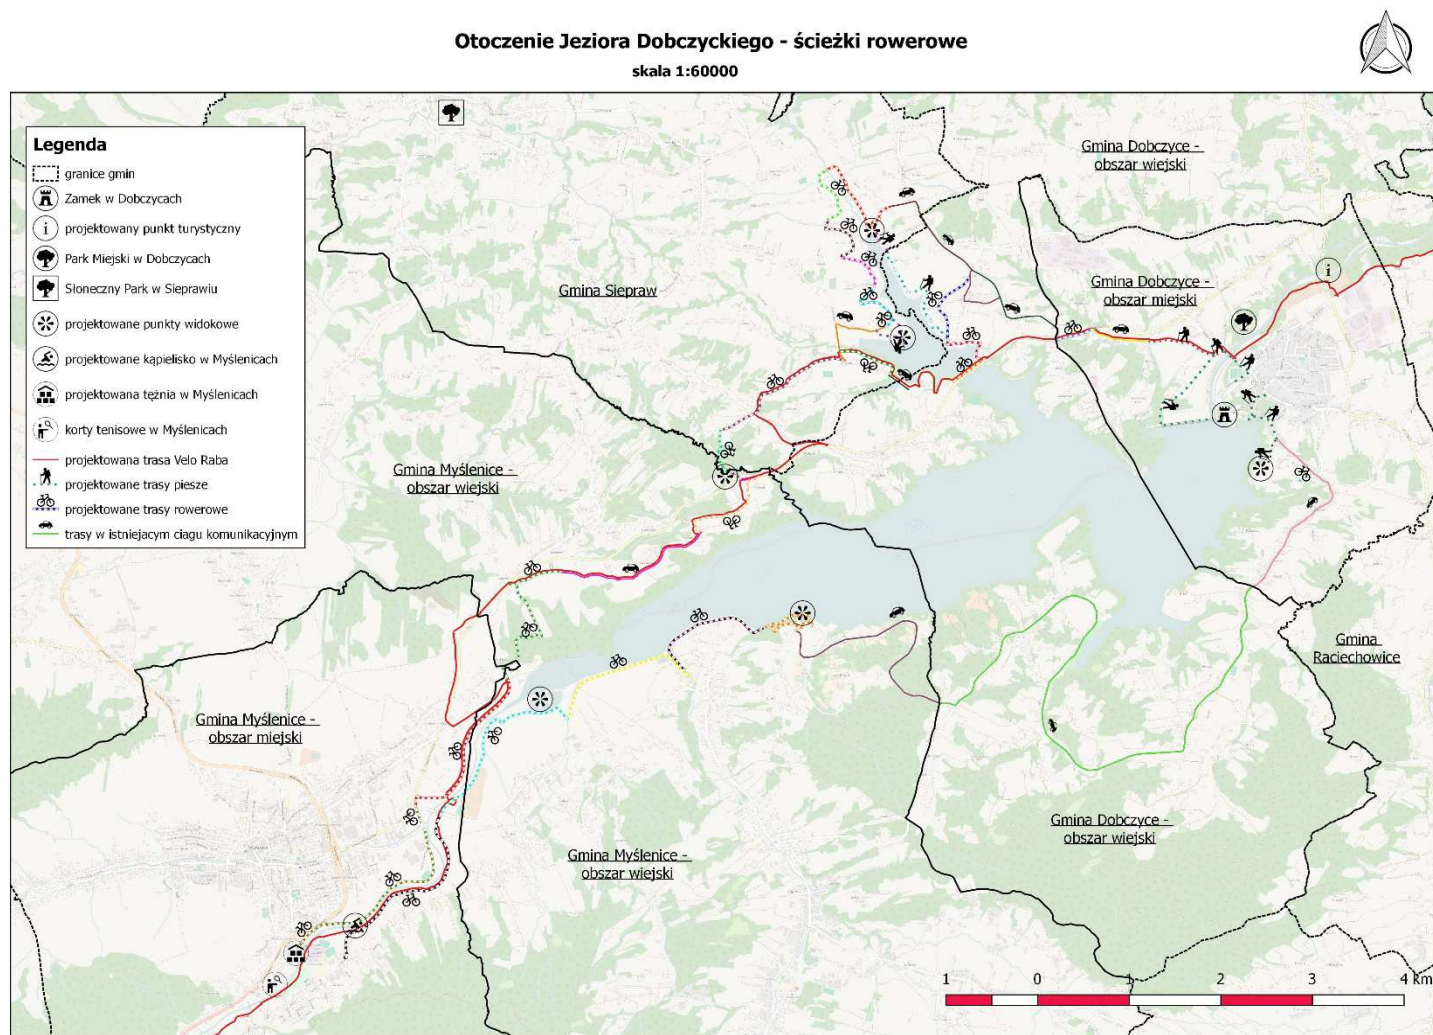 Otoczenie Jeziora Dobczyckiego - ścieżki rowerowe
skala 1:60000
Legenda
granice gmin
Zamek w Dobczycach
i projektowany punkt turystyczny
Park Miejski w Dobczycach
Słoneczny Park w Sieprawiu
projektowane punkty widokowe
projektowane kąpielisko w Myślenicach
projektowana tężnia w Myślenicach
korty tenisowe w Myślenicach
projektowana trasa Velo Raba
projektowane trasy piesze
projektowane trasy rowerowe
trasy w istniejacym ciagu komunikacyjnym
Gmina Dobczyce -
obszar wiejski
i
Gmina Dobczyce -
obszar miejski
Gmina Siepraw
Gmina Myślenice -
obszar wiejski
Gmina
Raciechowice
Gmina Myślenice -
obszar miejski
Gmina Dobczyce -
obszar wiejski
Gmina Myślenice -
obszar wiejski
1 0 1 2 3 4 km